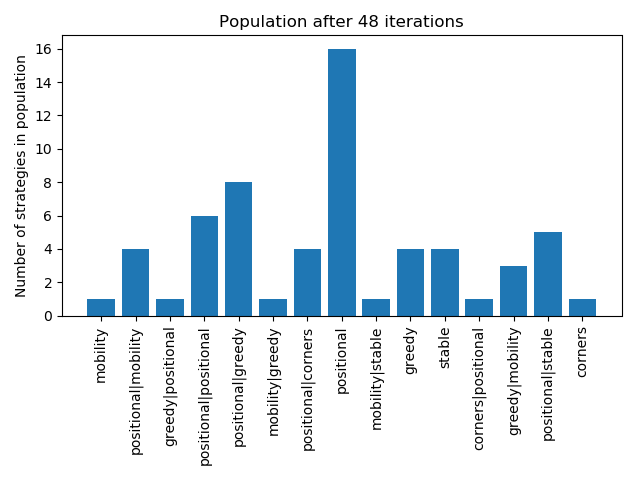 Population after 48 iterations
Number of strategies in population
16
14
12
10
8
6
4
2
0
mobility
positional|mobility
greedy|positional
positional|positional
positional|greedy
mobility|greedy
positional|corners
positional
mobility|stable
greedy
stable
corners|positional
greedy|mobility
positional|stable
corners